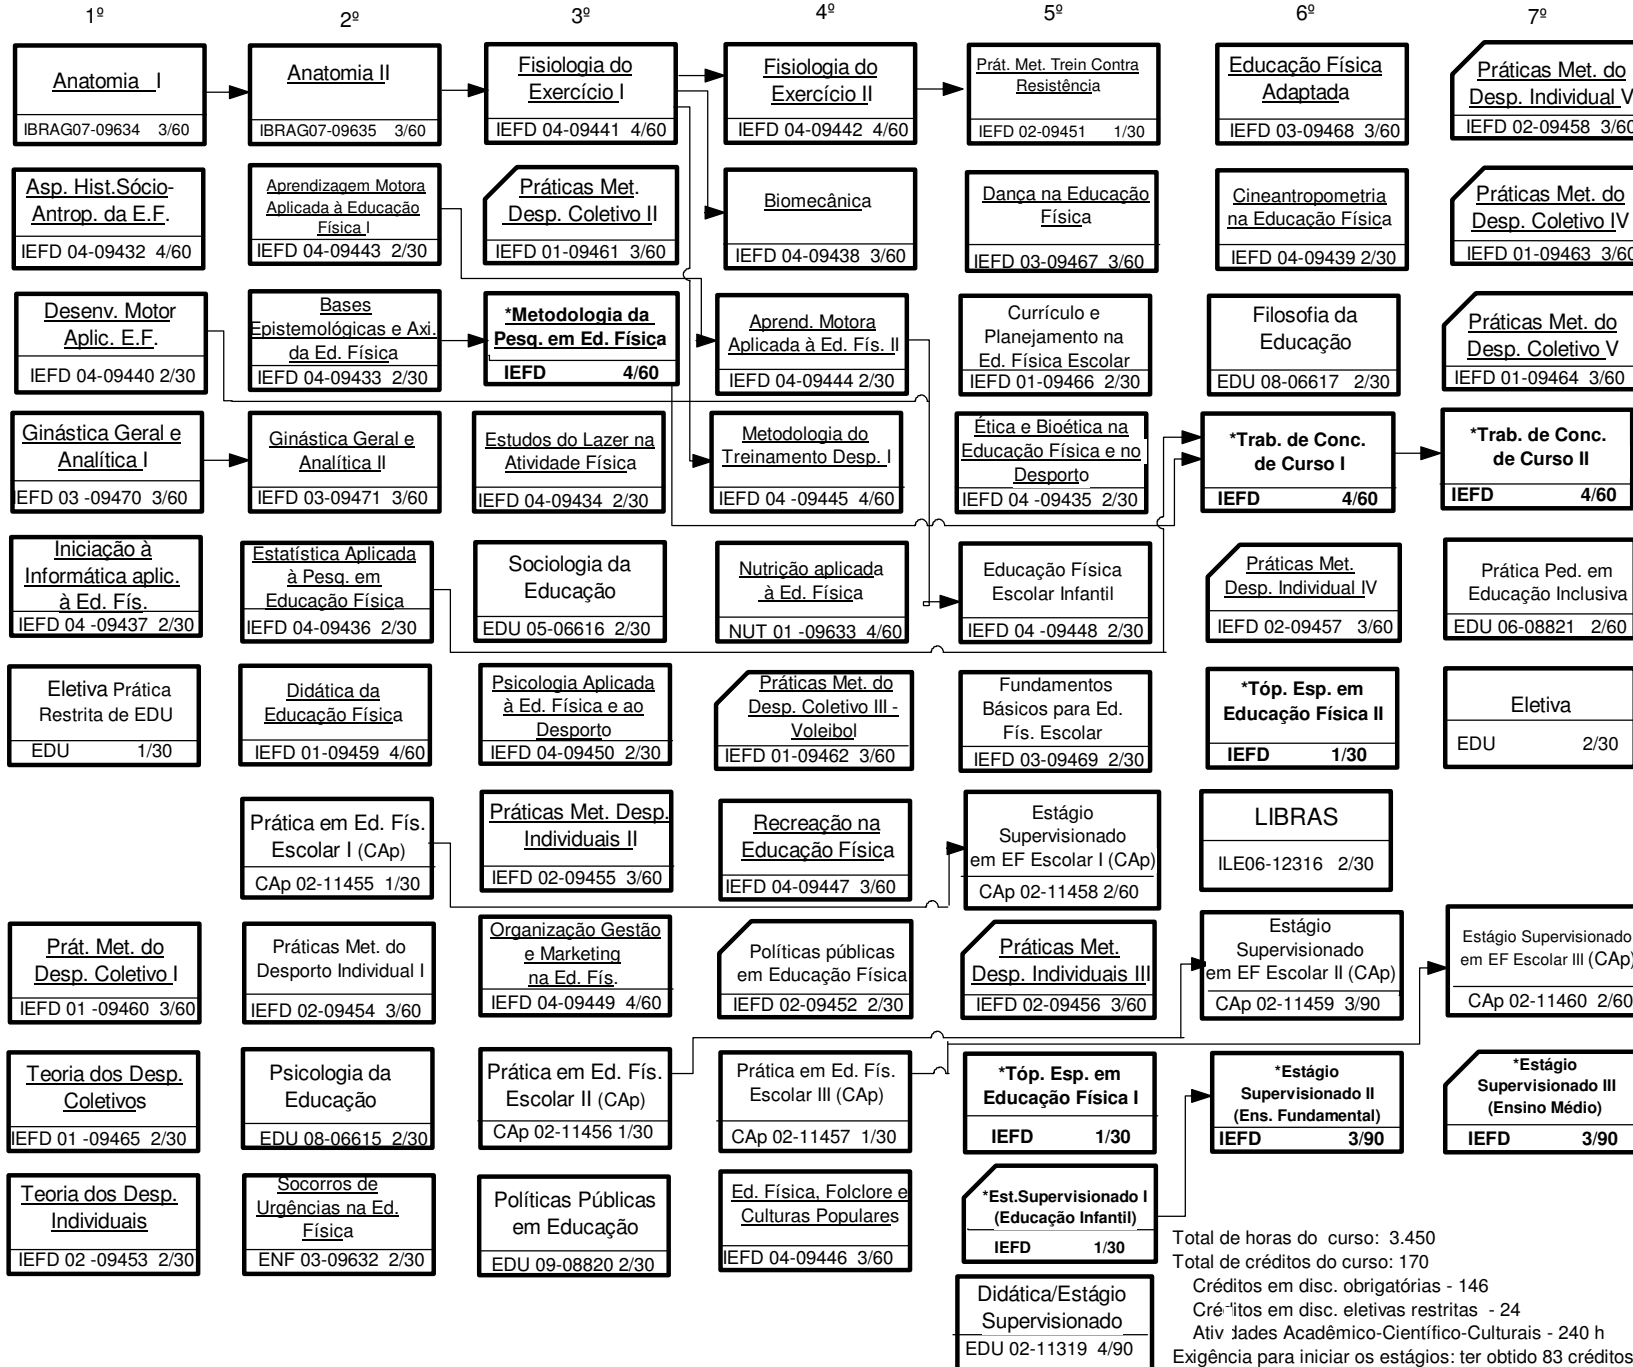 1º
2º
3º
4º
5º
6º
7º
Anatomia I
IBRAG07-09634 3/60
Asp. Hist.Sócio-
Antrop. da E.F.
IEFD 04-09432 4/60
Desenv. Motor
Aplic. E.F.
IEFD 04-09440 2/30
Ginástica Geral e
Analítica I
IEFD 03 -09470 3/60
Iniciação à
Informática aplic.
à Ed. Fís.
IEFD 04 -09437 2/30
Eletiva Prática
Restrita de EDU
EDU 1/30
Prát. Met. do
Desp. Coletivo I
IEFD 01 -09460 3/60
Teoria dos Desp.
Coletivos
IEFD 01 -09465 2/30
Teoria dos Desp.
Individuais
IEFD 02 -09453 2/30
Anatomia II
IBRAG07-09635 3/60
Aprendizagem Motora
Aplicada à Educação
Física I
IEFD 04-09443 2/30
Bases
Epistemológicas e Axi.
da Ed. Física
IEFD 04-09433 2/30
Ginástica Geral e
Analítica II
IEFD 03-09471 3/60
Estatística Aplicada
à Pesq. em
Educação Física
IEFD 04-09436 2/30
Didática da
Educação Física
IEFD 01-09459 4/60
Prática em Ed. Fís.
Escolar I (CAp)
CAp 02-11455 1/30
Práticas Met. do
Desporto Individual I
IEFD 02-09454 3/60
Psicologia da
Educação
EDU 08-06615 2/30
Socorros de
Urgências na Ed.
Física
ENF 03-09632 2/30
Fisiologia do
Exercício I
IEFD 04-09441 4/60
Práticas Met.
Desp. Coletivo II
IEFD 01-09461 3/60
*Metodologia da
Pesq. em Ed. Física
IEFD 4/60
Estudos do Lazer na
Atividade Física
IEFD 04-09434 2/30
Sociologia da
Educação
EDU 05-06616 2/30
Psicologia Aplicada
à Ed. Física e ao
Desporto
IEFD 04-09450 2/30
Práticas Met. Desp.
Individuais II
IEFD 02-09455 3/60
Organização Gestão
e Marketing
na Ed. Fís.
IEFD 04-09449 4/60
Prática em Ed. Fís.
Escolar II (CAp)
CAp 02-11456 1/30
Políticas Públicas
em Educação
EDU 09-08820 2/30
Fisiologia do
Exercício II
IEFD 04-09442 4/60
Biomecânica
IEFD 04-09438 3/60
Aprend. Motora
Aplicada à Ed. Fís. II
IEFD 04-09444 2/30
Metodologia do
Treinamento Desp. I
IEFD 04 -09445 4/60
Nutrição aplicada
à Ed. Física
NUT 01 -09633 4/60
Práticas Met. do
Desp. Coletivo III -
Voleibol
IEFD 01-09462 3/60
Recreação na
Educação Física
IEFD 04-09447 3/60
Políticas públicas
em Educação Física
IEFD 02-09452 2/30
Prática em Ed. Fís.
Escolar III (CAp)
CAp 02-11457 1/30
Ed. Física, Folclore e
Culturas Populares
IEFD 04-09446 3/60
Prát. Met. Trein Contra
Resistência
IEFD 02-09451 1/30
Dança na Educação
Física
IEFD 03-09467 3/60
Currículo e
Planejamento na
Ed. Física Escolar
IEFD 01-09466 2/30
Ética e Bioética na
Educação Física e no
Desporto
IEFD 04 -09435 2/30
Educação Física
Escolar Infantil
IEFD 04 -09448 2/30
Fundamentos
Básicos para Ed.
Fís. Escolar
IEFD 03-09469 2/30
Estágio
Supervisionado
em EF Escolar I (CAp)
CAp 02-11458 2/60
Práticas Met.
Desp. Individuais III
IEFD 02-09456 3/60
*Tóp. Esp. em
Educação Física I
IEFD 1/30
*Est.Supervisionado I
(Educação Infantil)
IEFD 1/30
Didática/Estágio
Supervisionado
EDU 02-11319 4/90
Educação Física
Adaptada
IEFD 03-09468 3/60
Cineantropometria
na Educação Física
IEFD 04-09439 2/30
Filosofia da
Educação
EDU 08-06617 2/30
*Trab. de Conc.
de Curso I
IEFD 4/60
Práticas Met.
Desp. Individual IV
IEFD 02-09457 3/60
*Tóp. Esp. em
Educação Física II
IEFD 1/30
LIBRAS
ILE06-12316 2/30
Estágio
Supervisionado
em EF Escolar II (CAp)
CAp 02-11459 3/90
*Estágio
Supervisionado II
(Ens. Fundamental)
IEFD 3/90
Práticas Met. do
Desp. Individual V
IEFD 02-09458 3/60
Práticas Met. do
Desp. Coletivo IV
IEFD 01-09463 3/60
Práticas Met. do
Desp. Coletivo V
IEFD 01-09464 3/60
*Trab. de Conc.
de Curso II
IEFD 4/60
Prática Ped. em
Educação Inclusiva
EDU 06-08821 2/60
Eletiva
EDU 2/30
Estágio Supervisionado
em EF Escolar III (CAp)
CAp 02-11460 2/60
*Estágio
Supervisionado III
(Ensino Médio)
IEFD 3/90
Total de horas do curso: 3.450
Total de créditos do curso: 170
Créditos em disc. obrigatórias - 146
Créditos em disc. eletivas restritas - 24
Atividades Acadêmico-Científico-Culturais - 240 h
Exigência para iniciar os estágios: ter obtido 83 créditos